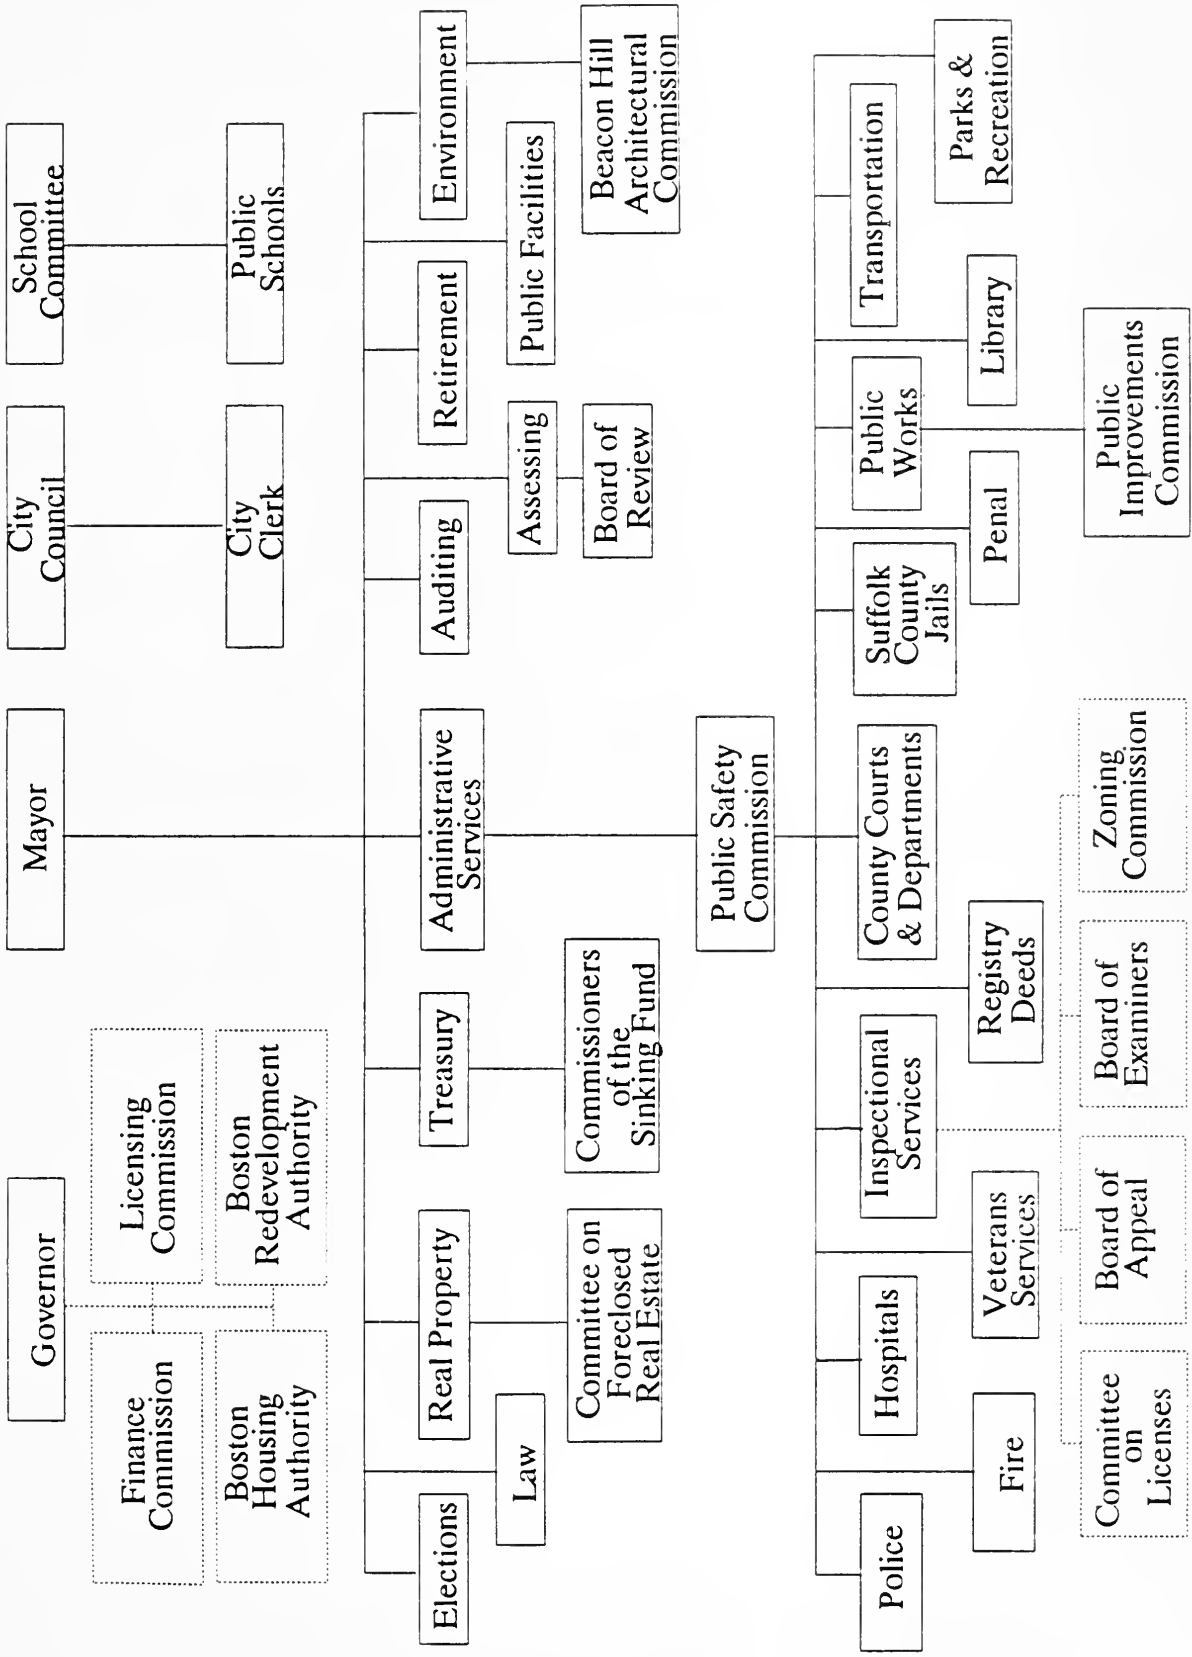 Governor
Mayor
City
Council
School
Committee
Finance
Commission
Licensing
Commission
Boston
Housing
Authority
Boston
Redevelopment
Authority
City
Clerk
Public
Schools
Elections
Real Property
Treasury
Administrative
Services
Auditing
Retirement
Environment
Law
Assessing
Public Facilities
Committee on
Foreclosed
Real Estate
Commissioners
of the
Sinking Fund
Board of
Review
Beacon Hill
Architectural
Commission
Public Safety
Commission
Police
Hospitals
Inspectional
Services
County Courts
& Departments
Suffolk
County
Jails
Public
Works
Transportation
Fire
Veterans
Services
Registry
Deeds
Penal
Library
Parks &
Recreation
Committee
on
Licenses
Board of
Appeal
Board of
Examiners
Zoning
Commission
Public
Improvements
Commission